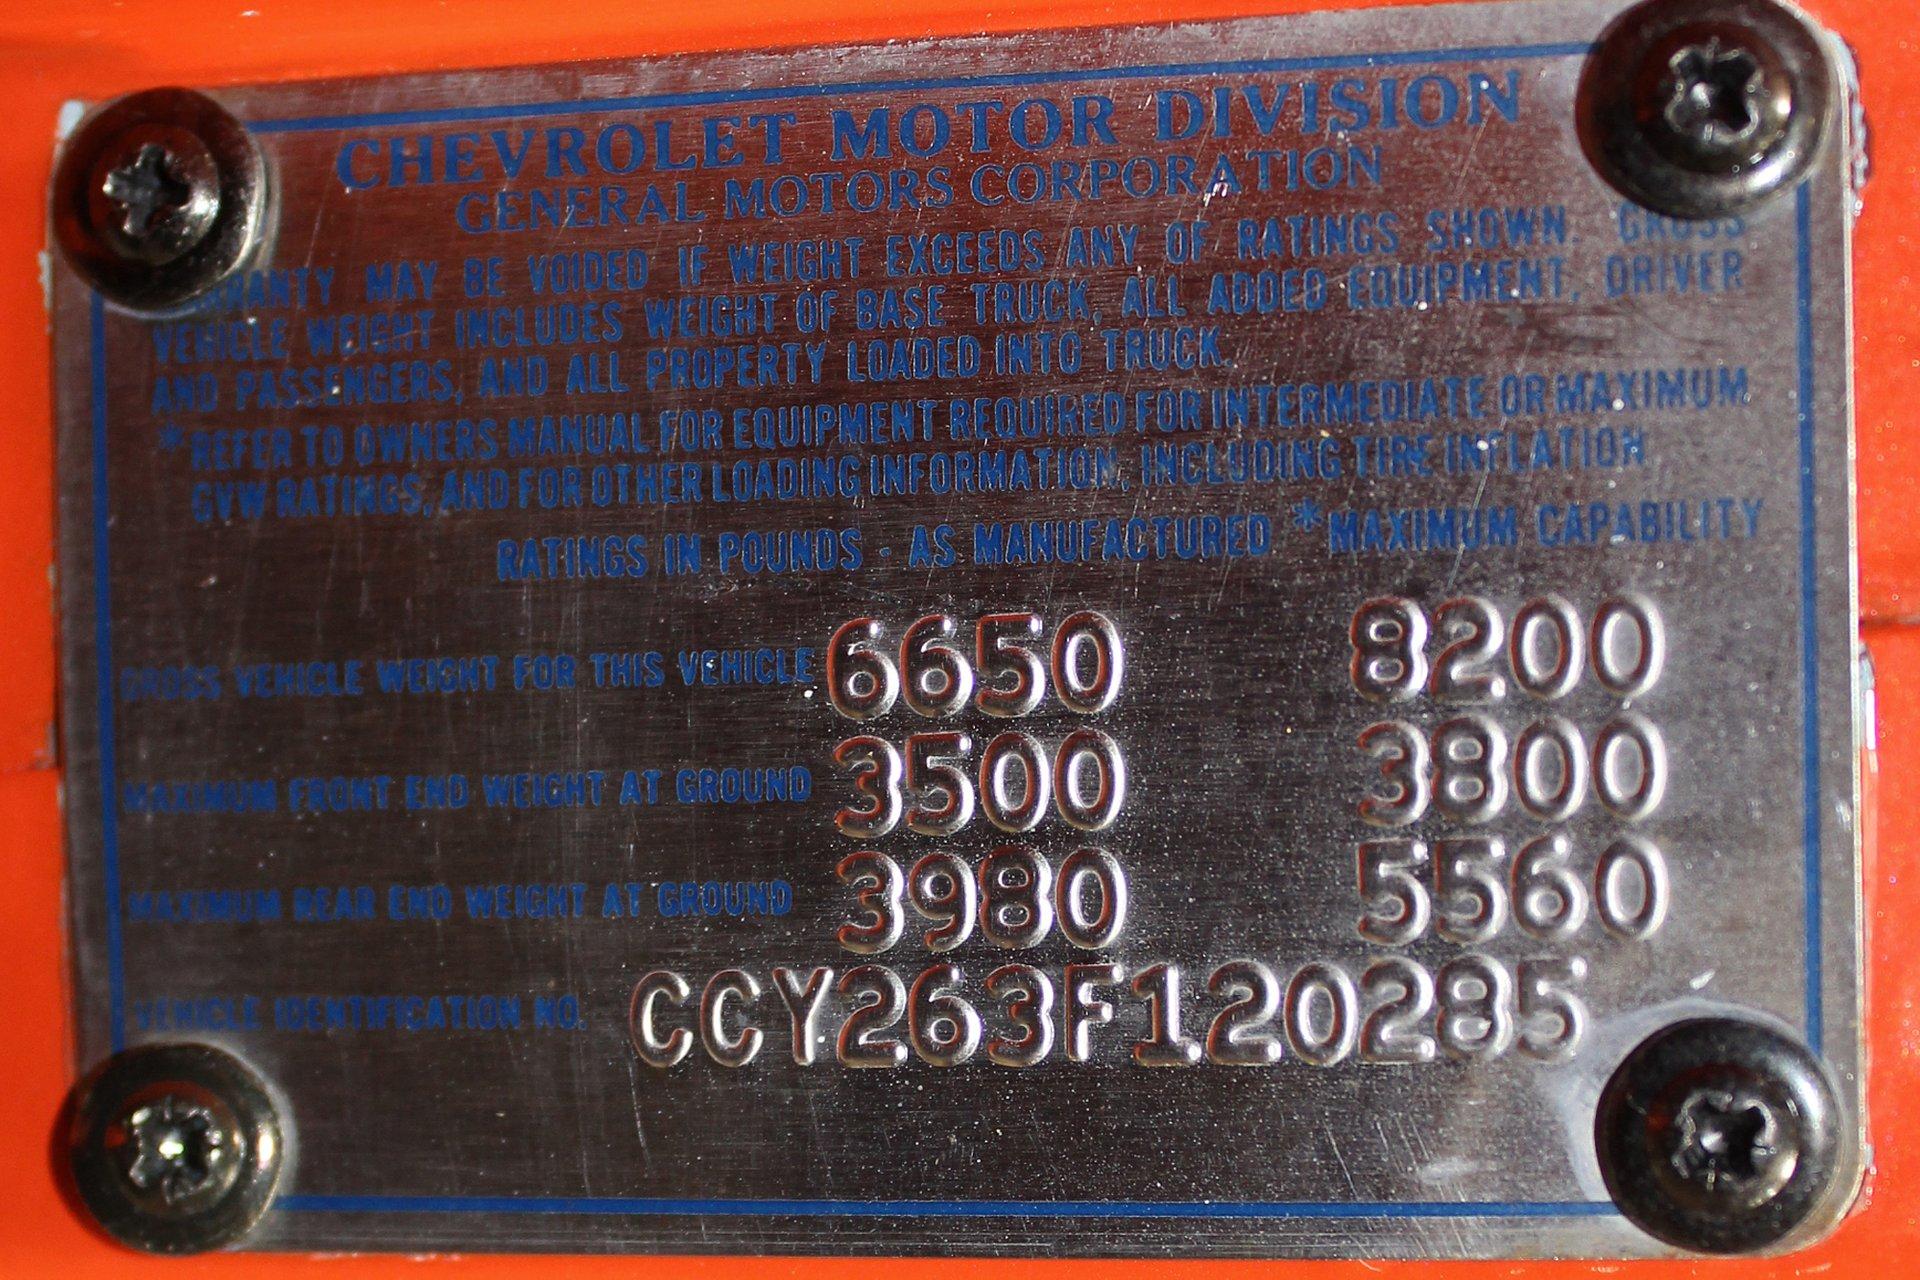 CHEVROLET MOTOR DIVISION
GENERAL MOTORS CORPORATION
WARRANTY MAY BE VOIDED IF WEIGHT EXCEEDS ANY OF RATINGS SHOWN. GROSS
VEHICLE WEIGHT INCLUDES WEIGHT OF BASE TRUCK, ALL ADDED EQUIPMENT, DRIVER
AND PASSENGERS, AND ALL PROPERTY LOADED INTO TRUCK.
*REFER TO OWNERS MANUAL FOR EQUIPMENT REQUIRED FOR INTERMEDIATE OR MAXIMUM
GVW RATINGS, AND FOR OTHER LOADING INFORMATION, INCLUDING TIRE INFLATION
RATINGS IN POUNDS - AS MANUFACTURED *MAXIMUM CAPABILITY
GROSS VEHICLE WEIGHT FOR THIS VEHICLE 6650 8200
MAXIMUM FRONT END WEIGHT AT GROUND 3500 3800
MAXIMUM REAR END WEIGHT AT GROUND 3980 5560
VEHICLE IDENTIFICATION NO. CCY263F120285